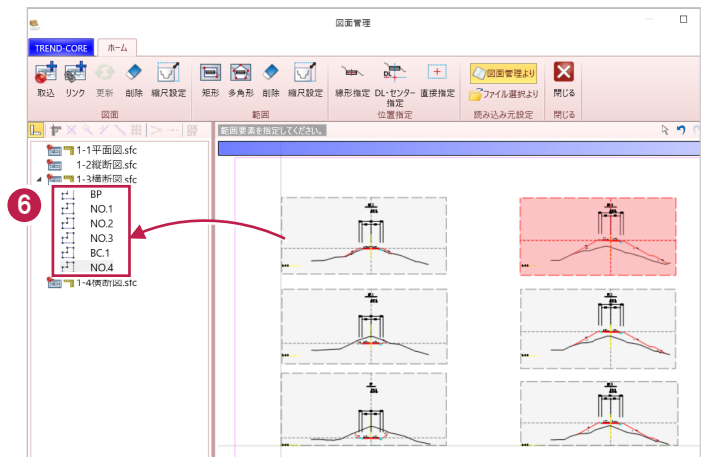 図面管理
TREND-CORE ホーム
取込 リンク 更新 削除 縮尺設定 矩形 多角形 削除 縮尺設定 線形指定 DL・センター指定 直接指定 図面管理より ファイル選択より 閉じる
図面 範囲 位置指定 読み込み元設定 閉じる
範囲要素を指定してください。
1-1平面図.sfc
1-2縦断図.sfc
1-3横断図.sfc
6
BP
NO.1
NO.2
NO.3
BC.1
NO.4
1-4横断図.sfc